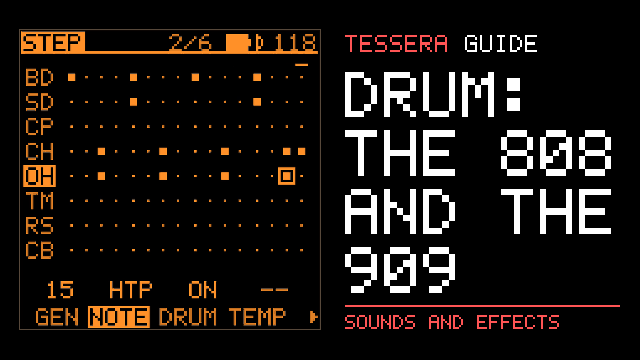 STEP 2/6 118
BD
SD
CP
CH
OH
TM
RS
CB
15 HTP ON --
GEN NOTE DRUM TEMP
TESSERA GUIDE
DRUM:
THE 808
AND THE
909
SOUNDS AND EFFECTS